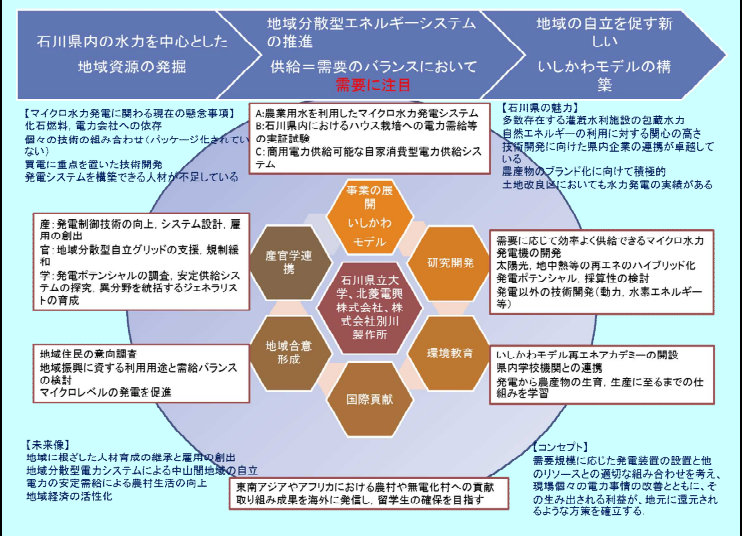 石川県内の水力を中心とした
地域資源の発掘
地域分散型エネルギーシステム
の推進
供給＝需要のバランスにおいて
需要に注目
地域の自立を促す新
しい
いしかわモデルの構
築
【マイクロ水力発電に関わる現在の懸念事項】
化石燃料，電力会社への依存
個々の技術の組み合わせ（パッケージ化されてい
ない）
買電に重点を置いた技術開発
発電システムを構築できる人材が不足している
A：農業用水を利用したマイクロ水力発電システム
B：石川県内におけるハウス栽培への電力需給等
の実証試験
C：商用電力供給可能な自家消費型電力供給シス
テム
【石川県の魅力】
多数存在する灌漑水利施設の包蔵水力
自然エネルギーの利用に対する関心の高さ
技術開発に向けた県内企業の連携が卓越して
いる
農産物のブランド化に向けて積極的
土地改良区においても水力発電の実績がある
事業の展
開
いしかわ
モデル
産：発電制御技術の向上，システム設計，雇
用の創出
官：地域分散型自立グリッドの支援，規制緩
和
学：発電ポテンシャルの調査，安定供給シス
テムの探究，異分野を統括するジェネラリス
トの育成
産官学連
携
研究開発
需要に応じて効率よく供給できるマイクロ水力
発電機の開発
太陽光，地中熱等の再エネのハイブリッド化
発電ポテンシャル，採算性の検討
発電以外の技術開発（動力，水素エネルギー
等）
石川県立大
学、北菱電興
株式会社、株
式会社別川
製作所
地域住民の意向調査
地域振興に資する利用用途と需給バランス
の検討
マイクロレベルの発電を促進
地域合意
形成
環境教育
いしかわモデル再エネアカデミーの開設
県内学校機関との連携
発電から農産物の生育，生産に至るまでの仕
組みを学習
国際貢献
【未来像】
地域に根ざした人材育成の継承と雇用の創出
地域分散型電力システムによる中山間地域の自立
電力の安定需給による農村生活の向上
地域経済の活性化
東南アジアやアフリカにおける農村や無電化村への貢献
取り組み成果を海外に発信し，留学生の確保を目指す
【コンセプト】
需要規模に応じた発電装置の設置と他
のリソースとの適切な組み合わせを考え、
現場個々の電力事情の改善とともに、そ
の生み出される利益が、地元に還元され
るような方策を確立する．